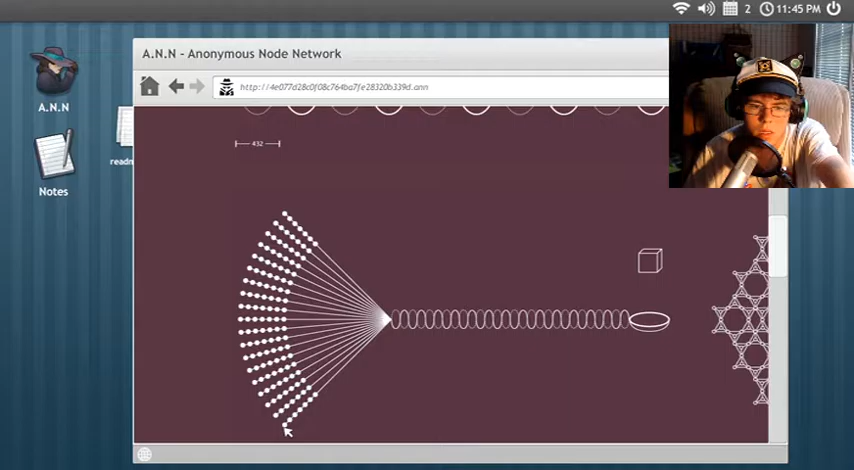 2 11:45 PM
A.N.N - Anonymous Node Network
http://4e077d28c0f08c764ba7fe28320b339d.ann
A.N.N
Notes
432